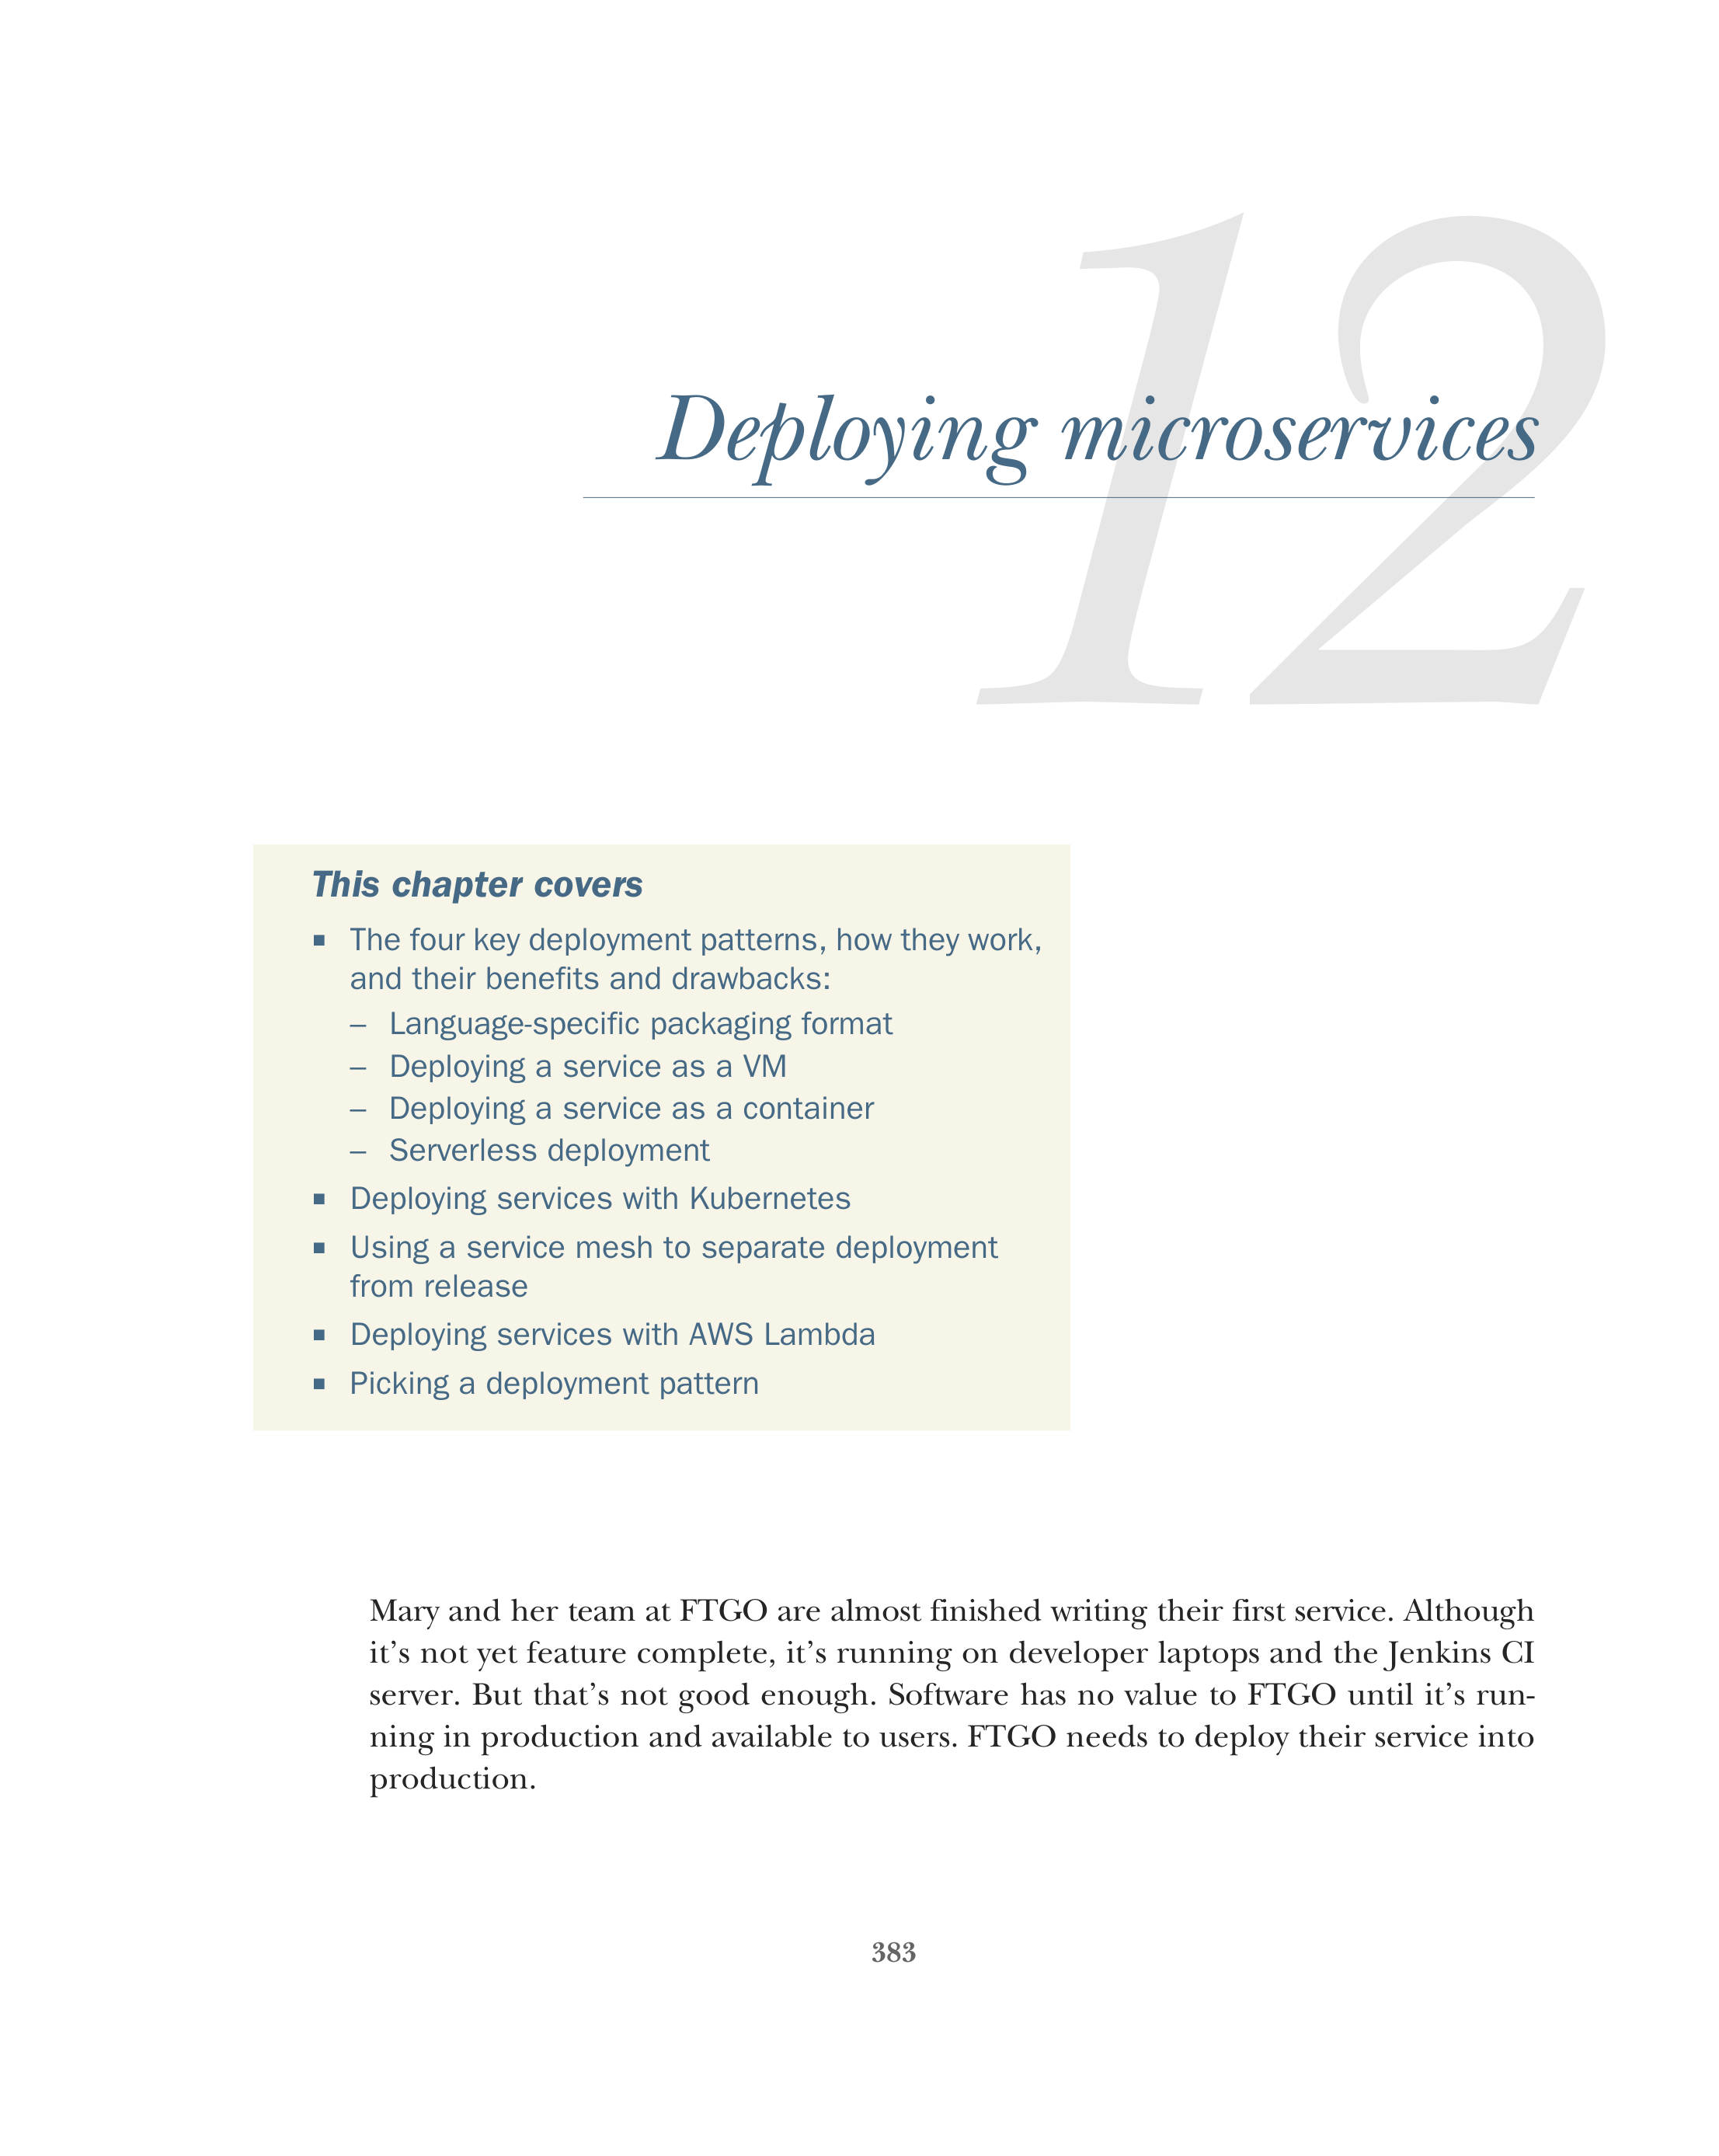 12
Deploying microservices
This chapter covers
■ The four key deployment patterns, how they work,
and their benefits and drawbacks:
– Language-specific packaging format
– Deploying a service as a VM
– Deploying a service as a container
– Serverless deployment
■ Deploying services with Kubernetes
■ Using a service mesh to separate deployment
from release
■ Deploying services with AWS Lambda
■ Picking a deployment pattern
Mary and her team at FTGO are almost finished writing their first service. Although
it’s not yet feature complete, it’s running on developer laptops and the Jenkins CI
server. But that’s not good enough. Software has no value to FTGO until it’s run-
ning in production and available to users. FTGO needs to deploy their service into
production.
383